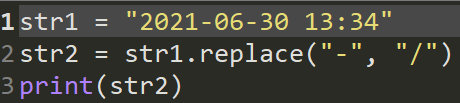 1 str1 = "2021-06-30 13:34"
2 str2 = str1.replace("-", "/")
3 print(str2)